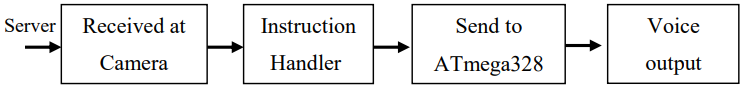 Server
Received at
Camera
Instruction
Handler
Send to
ATmega328
Voice
output